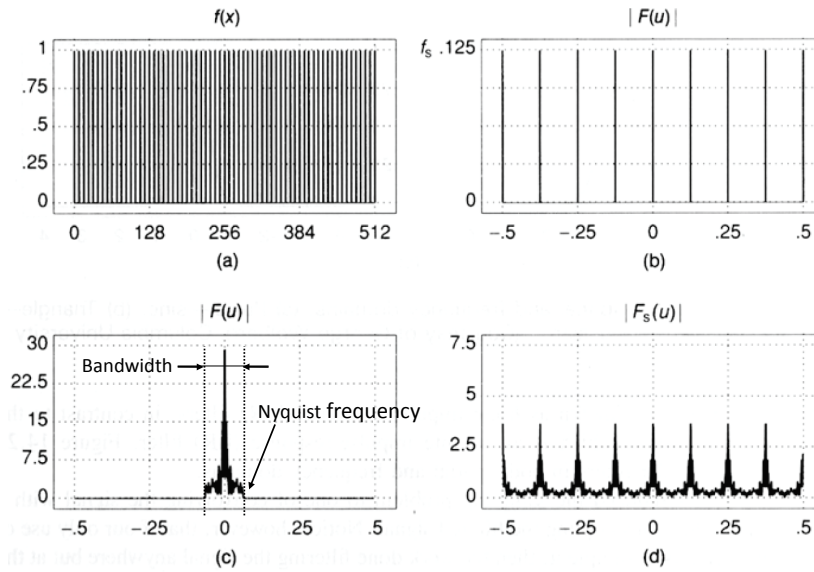 f(x)
1
.75
.5
.25
0
0 128 256 384 512
(a)
| F(u) |
fs .125
0
−.5 −.25 0 .25 .5
(b)
| F(u) |
30
22.5
15
7.5
0
Bandwidth
Nyquist frequency
−.5 −.25 0 .25 .5
(c)
| Fs(u) |
7.5
5
2.5
0
−.5 −.25 0 .25 .5
(d)